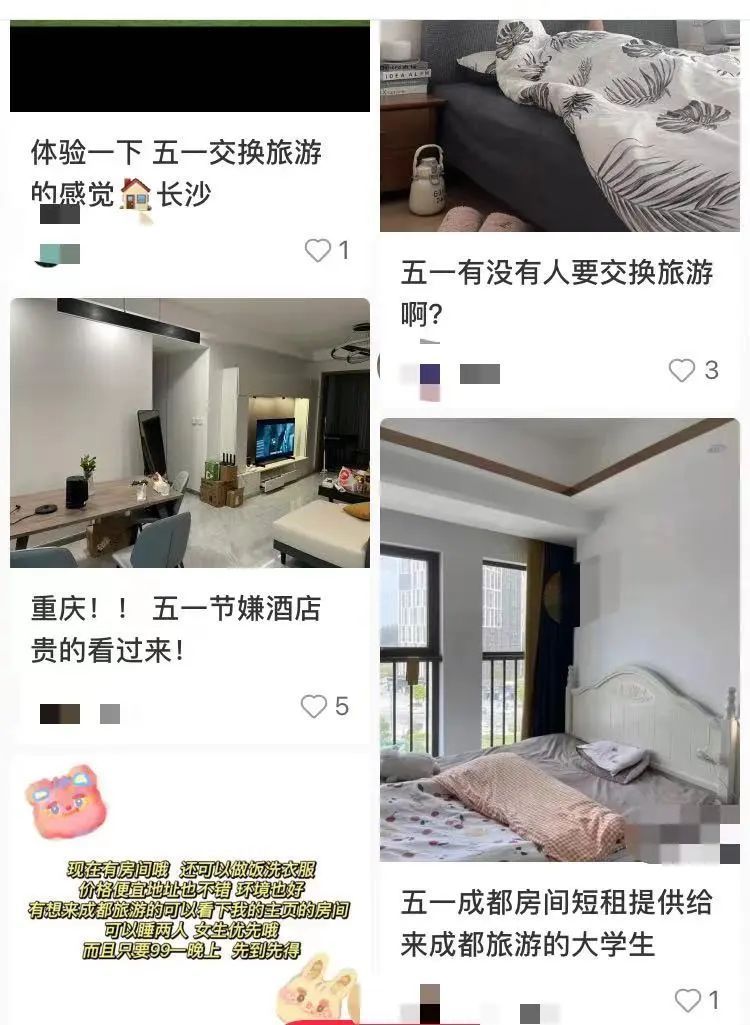 体验一下 五一交换旅游
的感觉🏠长沙
1
重庆！！ 五一节嫌酒店
贵的看过来！
5
现在有房间哦 还可以做饭洗衣服
价格便宜地址也不错 环境也好
有想来成都旅游的可以看下我的主页的房间
可以睡两人 女生优先哦
而且只要99一晚上 先到先得
五一有没有人要交换旅游
啊？
3
五一成都房间短租提供给
来成都旅游的大学生
1